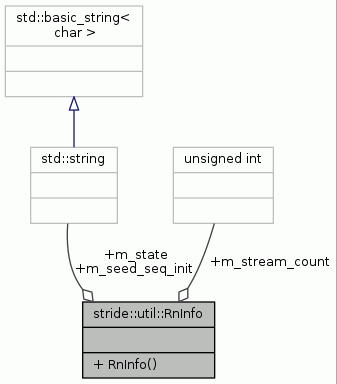 std::basic_string<
char >
std::string
unsigned int
+m_state
+m_seed_seq_init
+m_stream_count
stride::util::RnInfo
+ RnInfo()